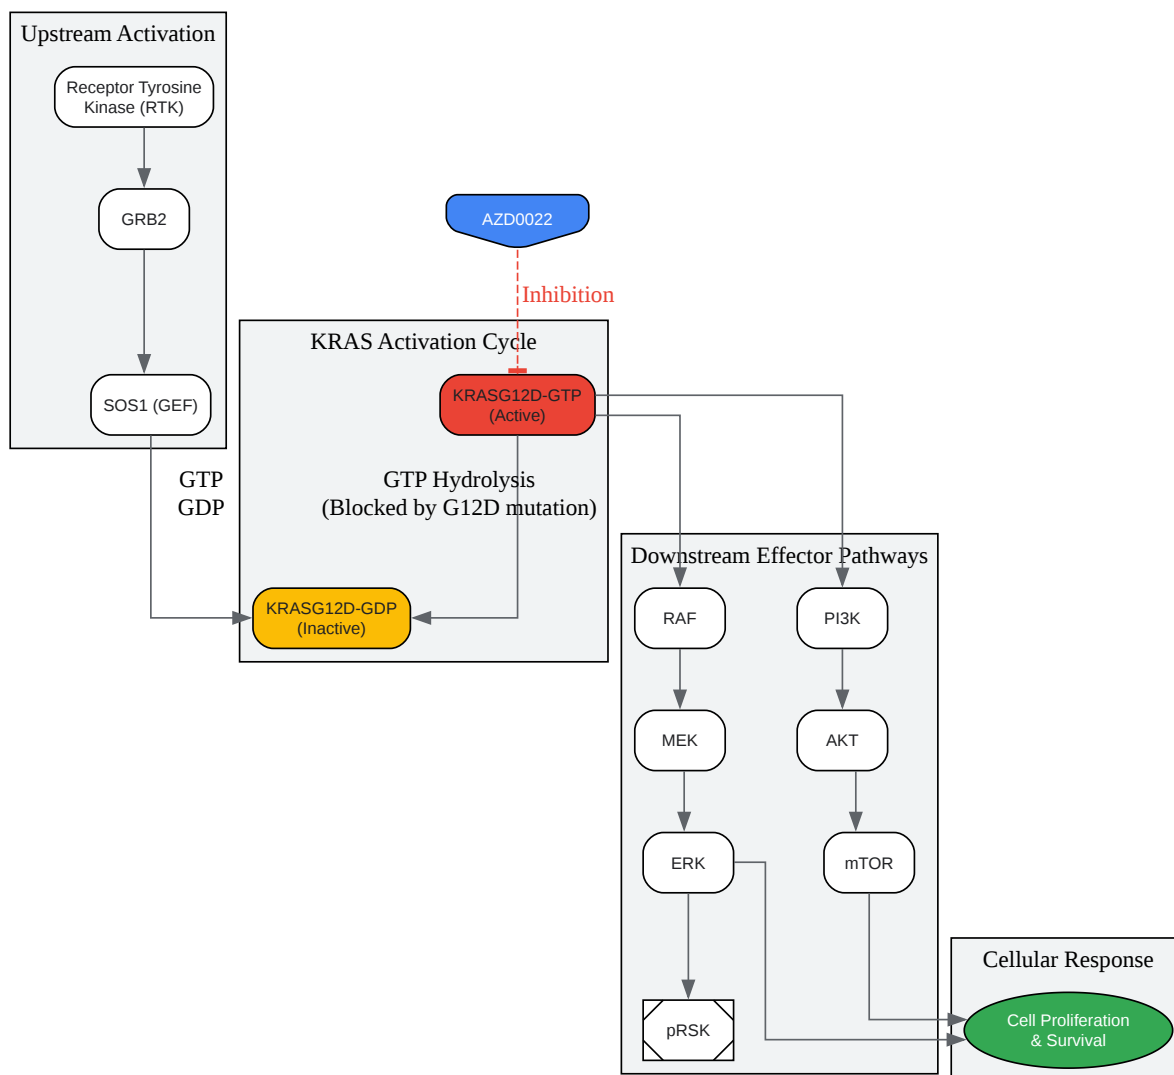 Upstream Activation
Receptor Tyrosine
Kinase (RTK)
GRB2
AZD0022
Inhibition
KRAS Activation Cycle
SOS1 (GEF)
KRASG12D-GTP
(Active)
GTP
GDP
GTP Hydrolysis
(Blocked by G12D mutation)
Downstream Effector Pathways
KRASG12D-GDP
(Inactive)
RAF
PI3K
MEK
AKT
ERK
mTOR
Cellular Response
pRSK
Cell Proliferation
& Survival